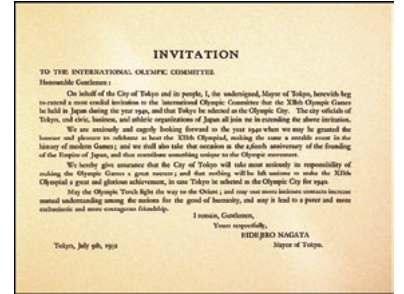 INVITATION
TO THE INTERNATIONAL OLYMPIC COMMITTEE
Honourable Gentlemen :
On behalf of the City of Tokyo and its people, I, the undersigned, Mayor of Tokyo, herewith beg
to extend a most cordial invitation to the International Olympic Committee that the XIIth Olympic Games
be held in Japan during the year 1940, and that Tokyo be selected as the Olympic City. The city officials of
Tokyo, and civic, business, and athletic organizations of Japan all join me in extending the above invitation.
We are anxiously and eagerly looking forward to the year 1940 when we may be granted the
honour and pleasure to celebrate as host the XIIth Olympiad, making the same a notable event in the
history of modern Games; and we shall also take that occasion as the 2,600th anniversary of the founding
of the Empire of Japan, and thus contribute something unique to the Olympic movement.
We hereby give assurance that the City of Tokyo will take most seriously its responsibility of
making the Olympic Games a great success ; and that nothing will be left undone to make the XIIth
Olympiad a great and glorious achievement, in case Tokyo be selected as the Olympic City for 1940.
May the Olympic Torch light the way to the Orient ; and may our more intimate contacts increase
mutual understanding among the nations for the good of humanity, and may it lead to a purer and more
enthusiastic and more courageous friendship.
I remain, Gentlemen,
Yours respectfully,
HIDEJIRO NAGATA
Tokyo, July 9th, 1931 Mayor of Tokyo.